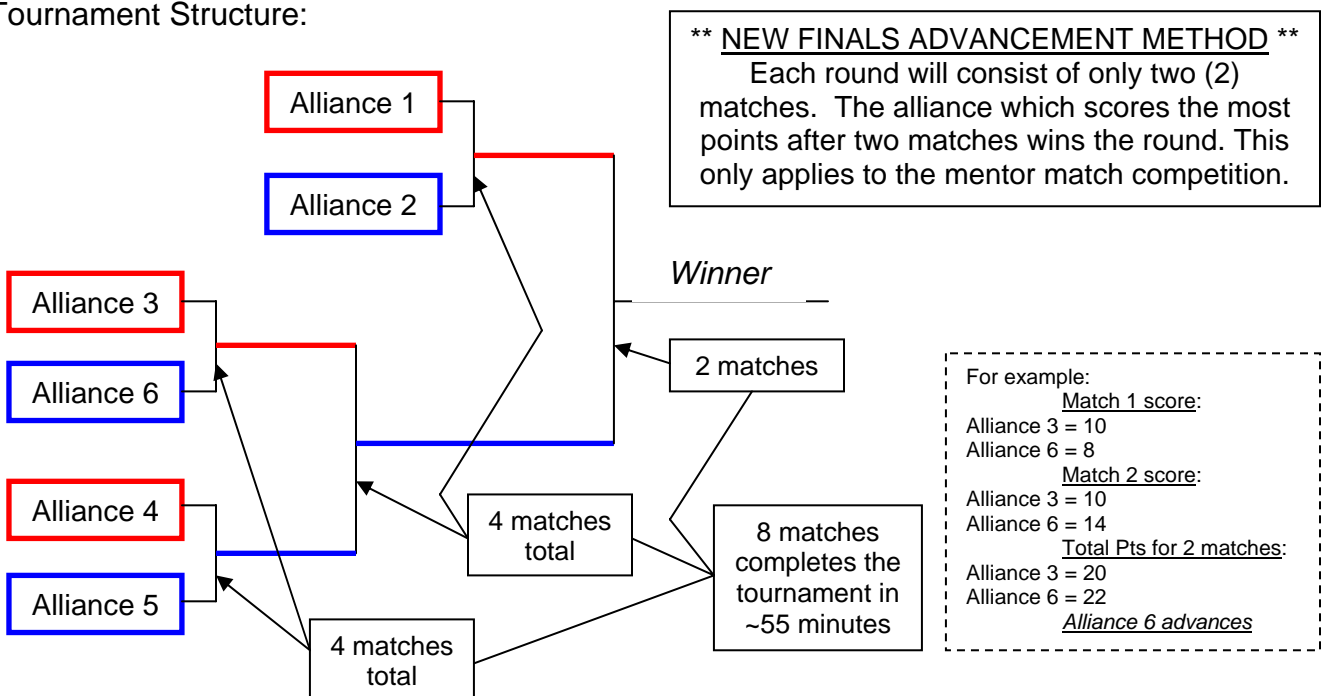 Tournament Structure:
** NEW FINALS ADVANCEMENT METHOD **
Each round will consist of only two (2)
matches. The alliance which scores the most
points after two matches wins the round. This
only applies to the mentor match competition.
Alliance 1
Alliance 2
Winner
Alliance 3
Alliance 6
2 matches
Alliance 4
Alliance 5
4 matches
total
4 matches
total
8 matches
completes the
tournament in
~55 minutes
For example:
Match 1 score:
Alliance 3 = 10
Alliance 6 = 8
Match 2 score:
Alliance 3 = 10
Alliance 6 = 14
Total Pts for 2 matches:
Alliance 3 = 20
Alliance 6 = 22
Alliance 6 advances